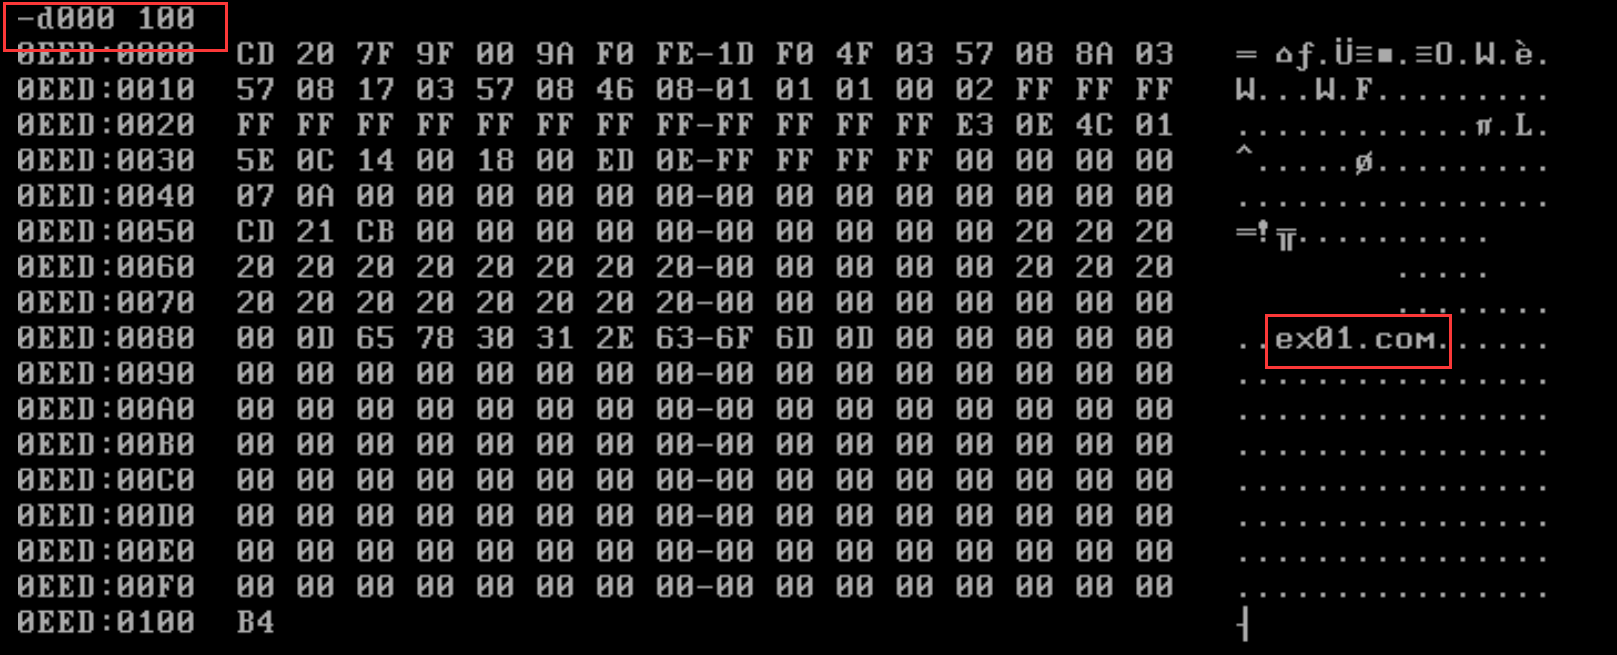 -d000 100
0EED:0000  CD 20 7F 9F 00 9A F0 FE-1D F0 4F 03 57 08 8A 03   = ⌂ƒ.Ü≡■.≡O.W.è.
0EED:0010  57 08 17 03 57 08 46 08-01 01 01 00 02 FF FF FF   W...W.F.........
0EED:0020  FF FF FF FF FF FF FF FF-FF FF FF FF E3 0E 4C 01   ............π.L.
0EED:0030  5E 0C 14 00 18 00 ED 0E-FF FF FF FF 00 00 00 00   ^.....ø.........
0EED:0040  07 0A 00 00 00 00 00 00-00 00 00 00 00 00 00 00   ................
0EED:0050  CD 21 CB 00 00 00 00 00-00 00 00 00 00 20 20 20   =!╦..........
0EED:0060  20 20 20 20 20 20 20 20-00 00 00 00 00 20 20 20           .....
0EED:0070  20 20 20 20 20 20 20 20-00 00 00 00 00 00 00 00           ........
0EED:0080  00 0D 65 78 30 31 2E 63-6F 6D 0D 00 00 00 00 00   ..ex01.com......
0EED:0090  00 00 00 00 00 00 00 00-00 00 00 00 00 00 00 00   ................
0EED:00A0  00 00 00 00 00 00 00 00-00 00 00 00 00 00 00 00   ................
0EED:00B0  00 00 00 00 00 00 00 00-00 00 00 00 00 00 00 00   ................
0EED:00C0  00 00 00 00 00 00 00 00-00 00 00 00 00 00 00 00   ................
0EED:00D0  00 00 00 00 00 00 00 00-00 00 00 00 00 00 00 00   ................
0EED:00E0  00 00 00 00 00 00 00 00-00 00 00 00 00 00 00 00   ................
0EED:00F0  00 00 00 00 00 00 00 00-00 00 00 00 00 00 00 00   ................
0EED:0100  B4                                                ┤